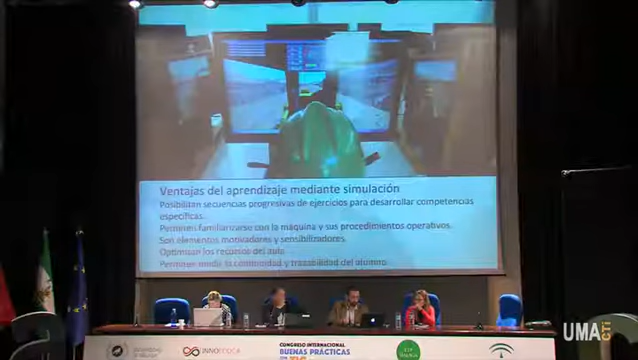 Ventajas del aprendizaje mediante simulación
Posibilitan secuencias progresivas de ejercicios para desarrollar competencias
específicas.
Permiten familiarizarse con la máquina y sus procedimientos operativos.
Son elementos motivadores y sensibilizadores.
Optimizan los recursos del aula
Permiten medir la continuidad y trazabilidad del alumno
CONGRESO INTERNACIONAL
BUENAS PRÁCTICAS
UMA
CTI